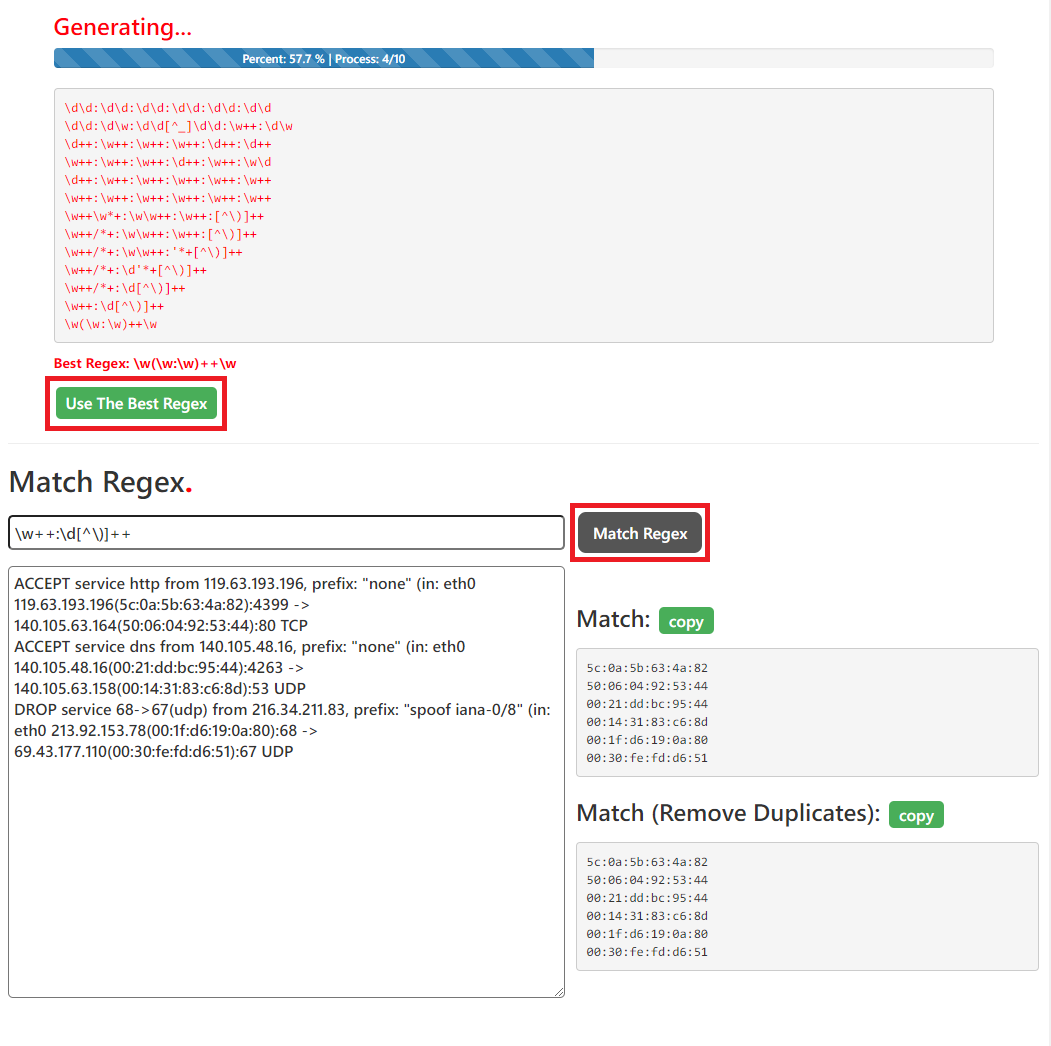 Generating...
Percent: 57.7 % | Process: 4/10
\d\d:\d\d:\d\d:\d\d:\d\d:\d\d
\d\d:\d\w:\d\d[^_]\d\d:\w++:\d\w
\d++:\w++:\w++:\w++:\d++:\d++
\w++:\w++:\w++:\d++:\w++:\w\d
\d++:\w++:\w++:\w++:\w++:\w++
\w++:\w++:\w++:\w++:\w++:\w++
\w++\w*+:\w\w++:\w++:[^\)]++
\w++/*+:\w\w++:\w++:[^\)]++
\w++/*+:\w\w++:'*+[^\)]++
\w++/*+:\d'*+[^\)]++
\w++/*+:\d[^\)]++
\w++:\d[^\)]++
\w(\w:\w)++\w
Best Regex: \w(\w:\w)++\w
Use The Best Regex
Match Regex.
\w++:\d[^\)]++
Match Regex
ACCEPT service http from 119.63.193.196, prefix: "none" (in: eth0
119.63.193.196(5c:0a:5b:63:4a:82):4399 ->
140.105.63.164(50:06:04:92:53:44):80 TCP
ACCEPT service dns from 140.105.48.16, prefix: "none" (in: eth0
140.105.48.16(00:21:dd:bc:95:44):4263 ->
140.105.63.158(00:14:31:83:c6:8d):53 UDP
DROP service 68->67(udp) from 216.34.211.83, prefix: "spoof iana-0/8" (in:
eth0 213.92.153.78(00:1f:d6:19:0a:80):68 ->
69.43.177.110(00:30:fe:fd:d6:51):67 UDP
Match: copy
5c:0a:5b:63:4a:82
50:06:04:92:53:44
00:21:dd:bc:95:44
00:14:31:83:c6:8d
00:1f:d6:19:0a:80
00:30:fe:fd:d6:51
Match (Remove Duplicates): copy
5c:0a:5b:63:4a:82
50:06:04:92:53:44
00:21:dd:bc:95:44
00:14:31:83:c6:8d
00:1f:d6:19:0a:80
00:30:fe:fd:d6:51